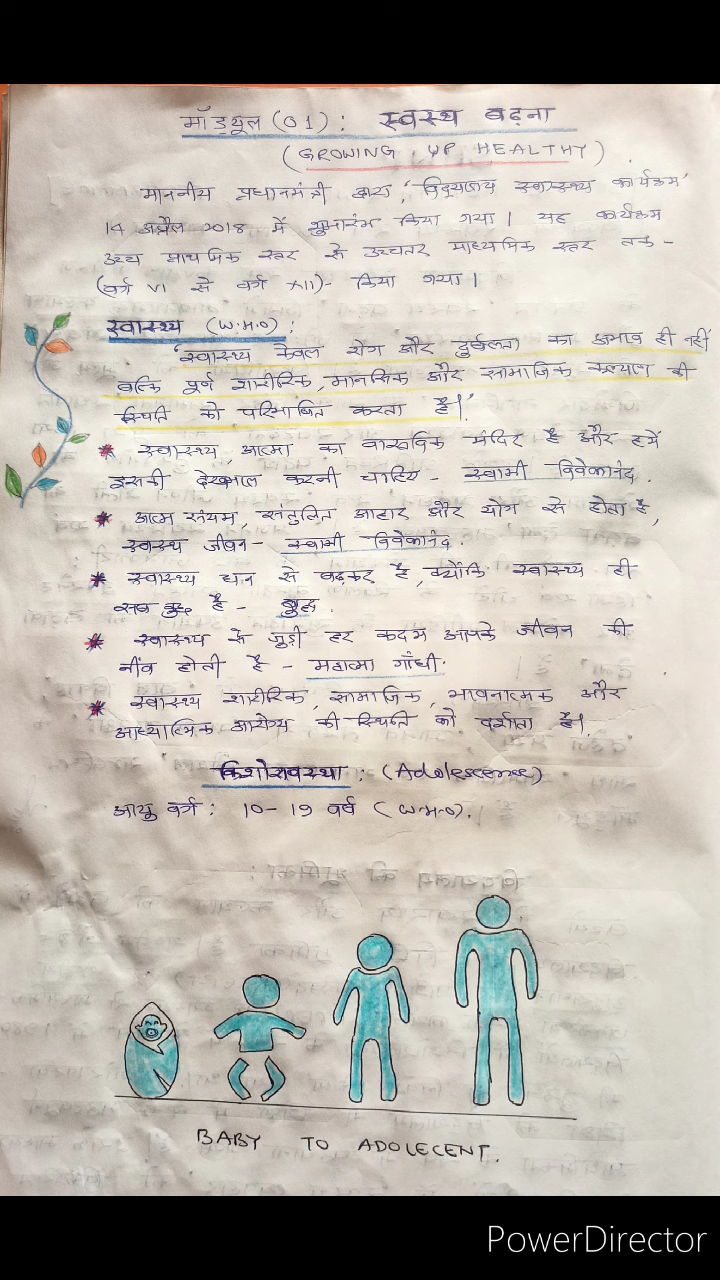 मॉड्यूल (01) : स्वस्थ बढ़ना
(GROWING UP HEALTHY)
माननीय प्रधानमंत्री द्वारा 'विद्यालय स्वास्थ्य कार्यक्रम'
14 अप्रैल 2018 में शुभारंभ किया गया। यह कार्यक्रम
उच्च प्राथमिक स्तर से उच्चतर माध्यमिक स्तर तक -
(वर्ग VI से वर्ग XII)- किया गया।
स्वास्थ्य (W.H.O) :
'स्वास्थ्य केवल रोग और दुर्बलता का अभाव ही नहीं
बल्कि पूर्ण शारीरिक, मानसिक और सामाजिक कल्याण की
स्थिति को परिभाषित करता है।'
* स्वास्थ्य, आत्मा का वास्तविक मंदिर है और हमें
इसकी देखभाल करनी चाहिए - स्वामी विवेकानंद.
* आत्म संयम, संतुलित आहार और योग से होता है,
स्वस्थ जीवन - स्वामी विवेकानंद.
* स्वास्थ्य धन से बढ़कर है, क्योंकि स्वास्थ्य ही
सब कुछ है -
* स्वास्थ्य से जुड़ी हर कदम आपके जीवन की
नींव होती है - महात्मा गाँधी.
* स्वास्थ्य शारीरिक, सामाजिक, भावनात्मक और
आध्यात्मिक आरोग्य की स्थिति को दर्शाता है।
किशोरावस्था : (Adolescense)
आयु वर्ग : 10-19 वर्ष (W.H.O).
BABY TO ADOLECENT.
PowerDirector